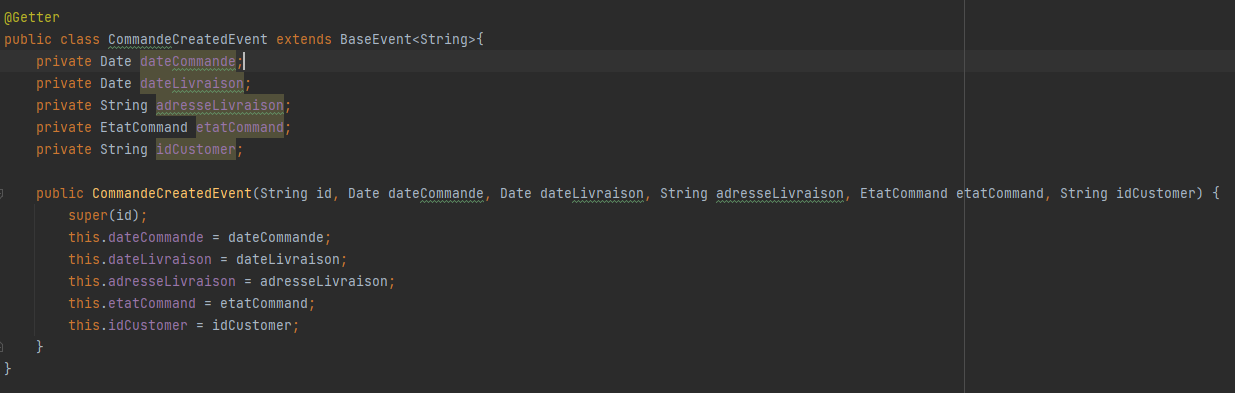 @Getter
public class CommandeCreatedEvent extends BaseEvent<String>{
    private Date dateCommande;
    private Date dateLivraison;
    private String adresseLivraison;
    private EtatCommand etatCommand;
    private String idCustomer;
    public CommandeCreatedEvent(String id, Date dateCommande, Date dateLivraison, String adresseLivraison, EtatCommand etatCommand, String idCustomer) {
        super(id);
        this.dateCommande = dateCommande;
        this.dateLivraison = dateLivraison;
        this.adresseLivraison = adresseLivraison;
        this.etatCommand = etatCommand;
        this.idCustomer = idCustomer;
    }
}